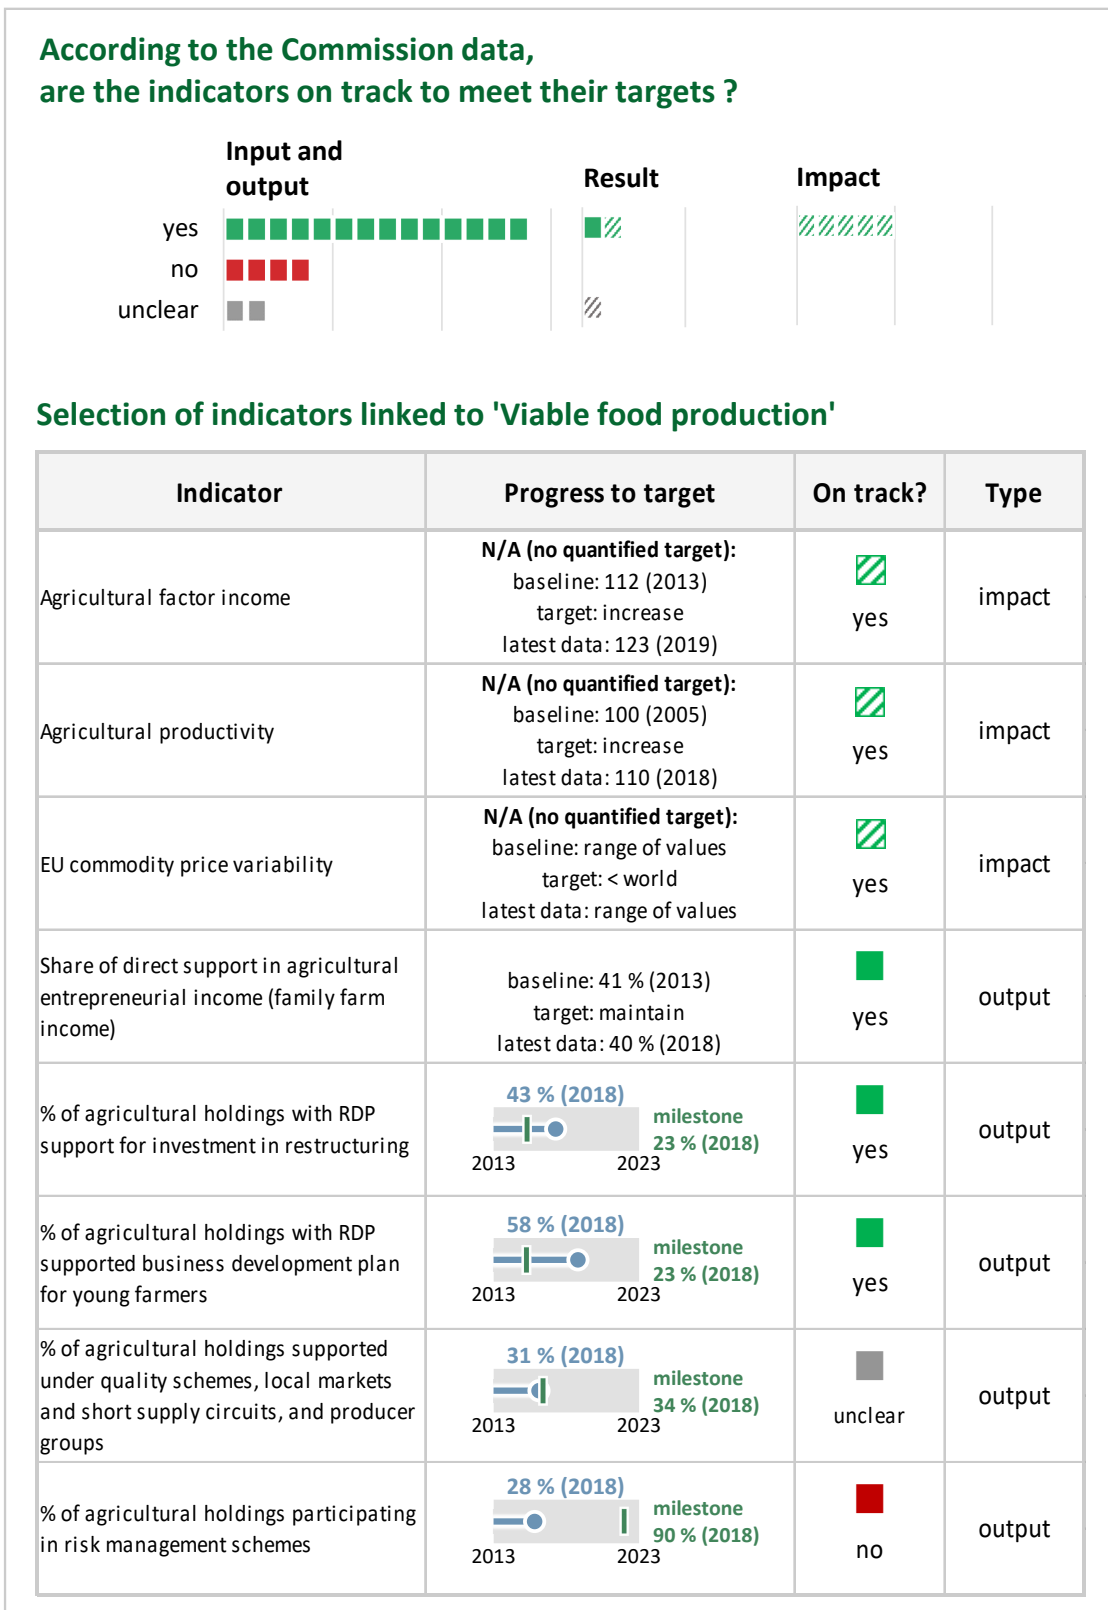 According to the Commission data,
are the indicators on track to meet their targets ?
Input and
output
Result
Impact
yes
no
unclear
Selection of indicators linked to 'Viable food production'
Indicator
Progress to target
On track?
Type
Agricultural factor income
N/A (no quantified target):
baseline: 112 (2013)
target: increase
latest data: 123 (2019)
yes
impact
Agricultural productivity
N/A (no quantified target):
baseline: 100 (2005)
target: increase
latest data: 110 (2018)
yes
impact
EU commodity price variability
N/A (no quantified target):
baseline: range of values
target: < world
latest data: range of values
yes
impact
Share of direct support in agricultural
entrepreneurial income (family farm
income)
baseline: 41 % (2013)
target: maintain
latest data: 40 % (2018)
yes
output
% of agricultural holdings with RDP
support for investment in restructuring
43 % (2018)
milestone
23 % (2018)
2013
2023
yes
output
% of agricultural holdings with RDP
supported business development plan
for young farmers
58 % (2018)
milestone
23 % (2018)
2013
2023
yes
output
% of agricultural holdings supported
under quality schemes, local markets
and short supply circuits, and producer
groups
31 % (2018)
milestone
34 % (2018)
2013
2023
unclear
output
% of agricultural holdings participating
in risk management schemes
28 % (2018)
milestone
90 % (2018)
2013
2023
no
output